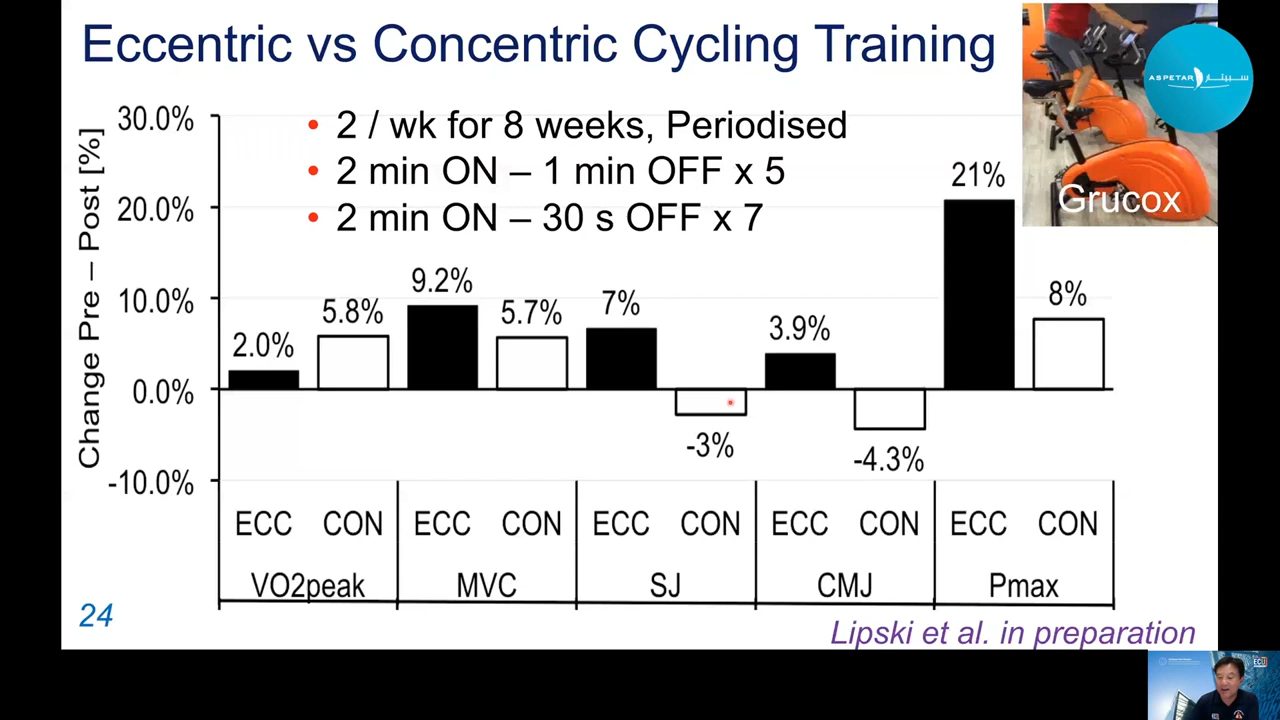 Eccentric vs Concentric Cycling Training
ASPETAR سبيتار
Grucox
• 2 / wk for 8 weeks, Periodised
• 2 min ON – 1 min OFF x 5
• 2 min ON – 30 s OFF x 7
Change Pre – Post [%]
30.0%
20.0%
10.0%
0.0%
-10.0%
2.0%
5.8%
9.2%
5.7%
7%
-3%
3.9%
-4.3%
21%
8%
ECC CON ECC CON ECC CON ECC CON ECC CON
VO2peak MVC SJ CMJ Pmax
24
Lipski et al. in preparation
ECU